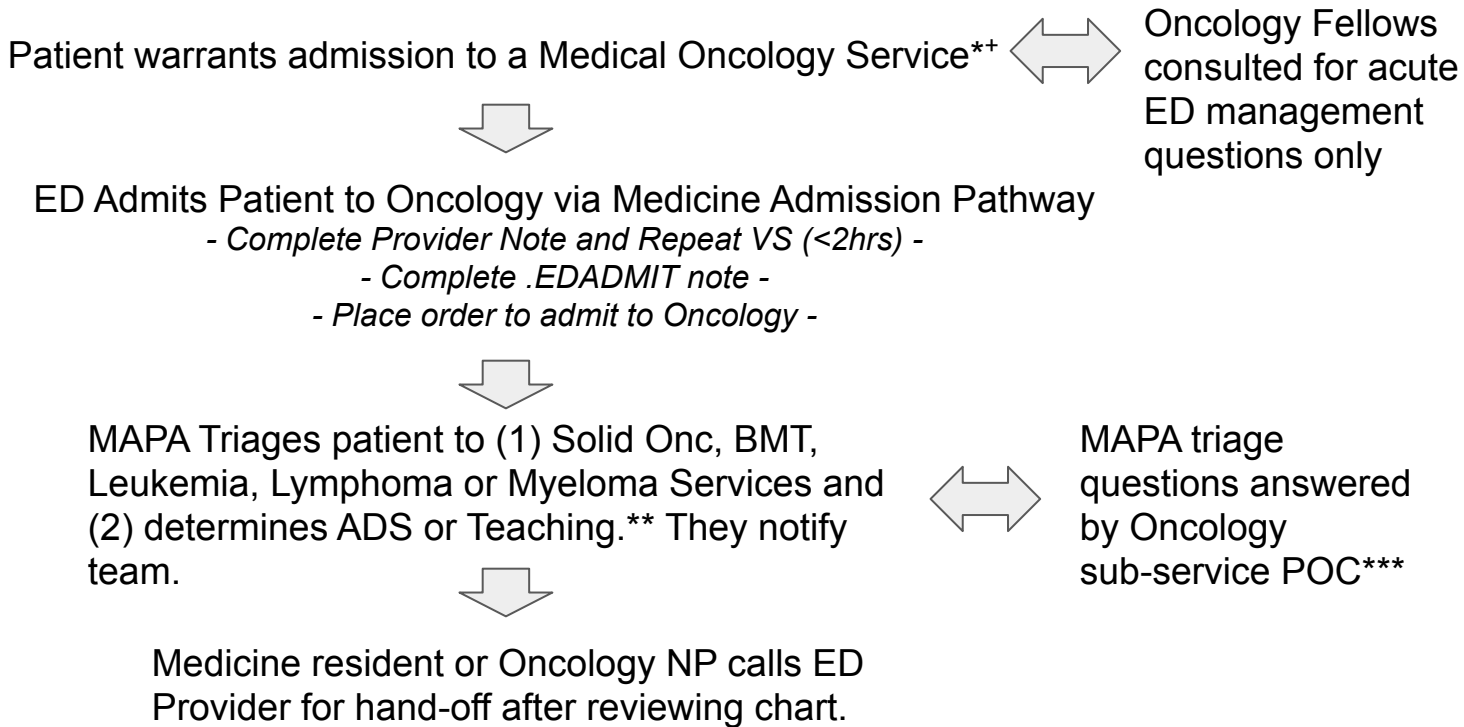 Patient warrants admission to a Medical Oncology Service*⁺
Oncology Fellows
consulted for acute
ED management
questions only
ED Admits Patient to Oncology via Medicine Admission Pathway
- Complete Provider Note and Repeat VS (<2hrs) -
- Complete .EDADMIT note -
- Place order to admit to Oncology -
MAPA Triages patient to (1) Solid Onc, BMT,
Leukemia, Lymphoma or Myeloma Services and
(2) determines ADS or Teaching.** They notify
team.
MAPA triage
questions answered
by Oncology
sub-service POC***
Medicine resident or Oncology NP calls ED
Provider for hand-off after reviewing chart.